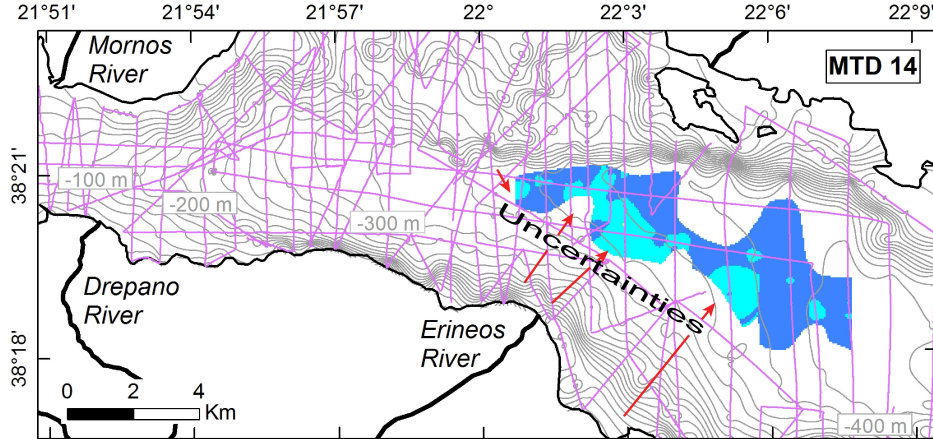 21°51' 21°54' 21°57' 22° 22°3' 22°6' 22°9'
Mornos
River
MTD 14
38°21'
-100 m
-200 m
-300 m
Uncertainties
Drepano
River
Erineos
River
38°18'
0 2 4
Km
-400 m